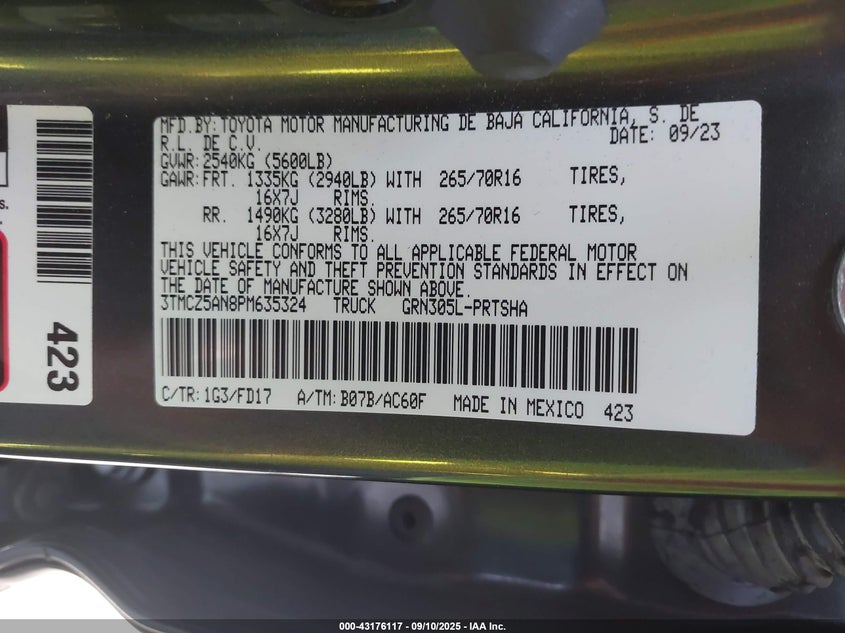 MFD.BY:TOYOTA MOTOR MANUFACTURING DE BAJA CALIFORNIA, S. DE
R.L. DE C.V. DATE: 09/23
GVWR:2540KG (5600LB)
GAWR:FRT. 1335KG (2940LB) WITH 265/70R16 TIRES,
16X7J RIMS.
RR. 1490KG (3280LB) WITH 265/70R16 TIRES,
16X7J RIMS.
THIS VEHICLE CONFORMS TO ALL APPLICABLE FEDERAL MOTOR
VEHICLE SAFETY AND THEFT PREVENTION STANDARDS IN EFFECT ON
THE DATE OF MANUFACTURE SHOWN ABOVE.
3TMCZ5AN8PM635324 TRUCK GRN305L-PRTSHA
C/TR:1G3/FD17 A/TM:B07B/AC60F MADE IN MEXICO 423
423
s.
000-43176117 - 09/10/2025 - IAA Inc.